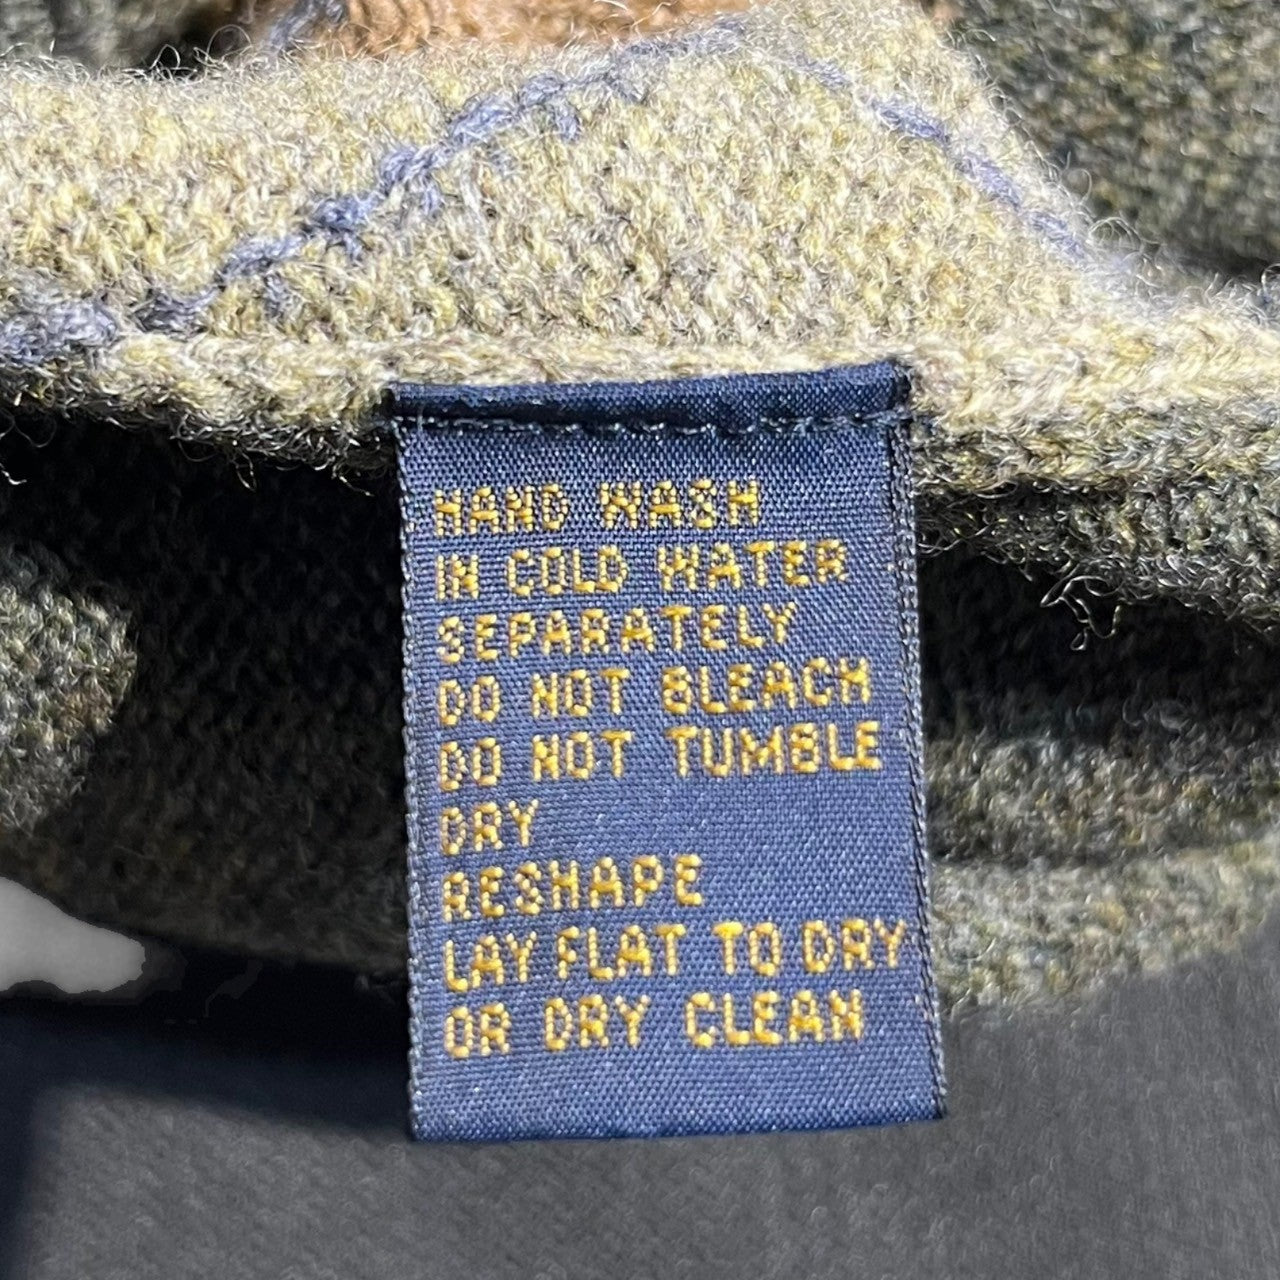 HAND WASH
IN COLD WATER
SEPARATELY
DO NOT BLEACH
DO NOT TUMBLE
DRY
RESHAPE
LAY FLAT TO DRY
OR DRY CLEAN